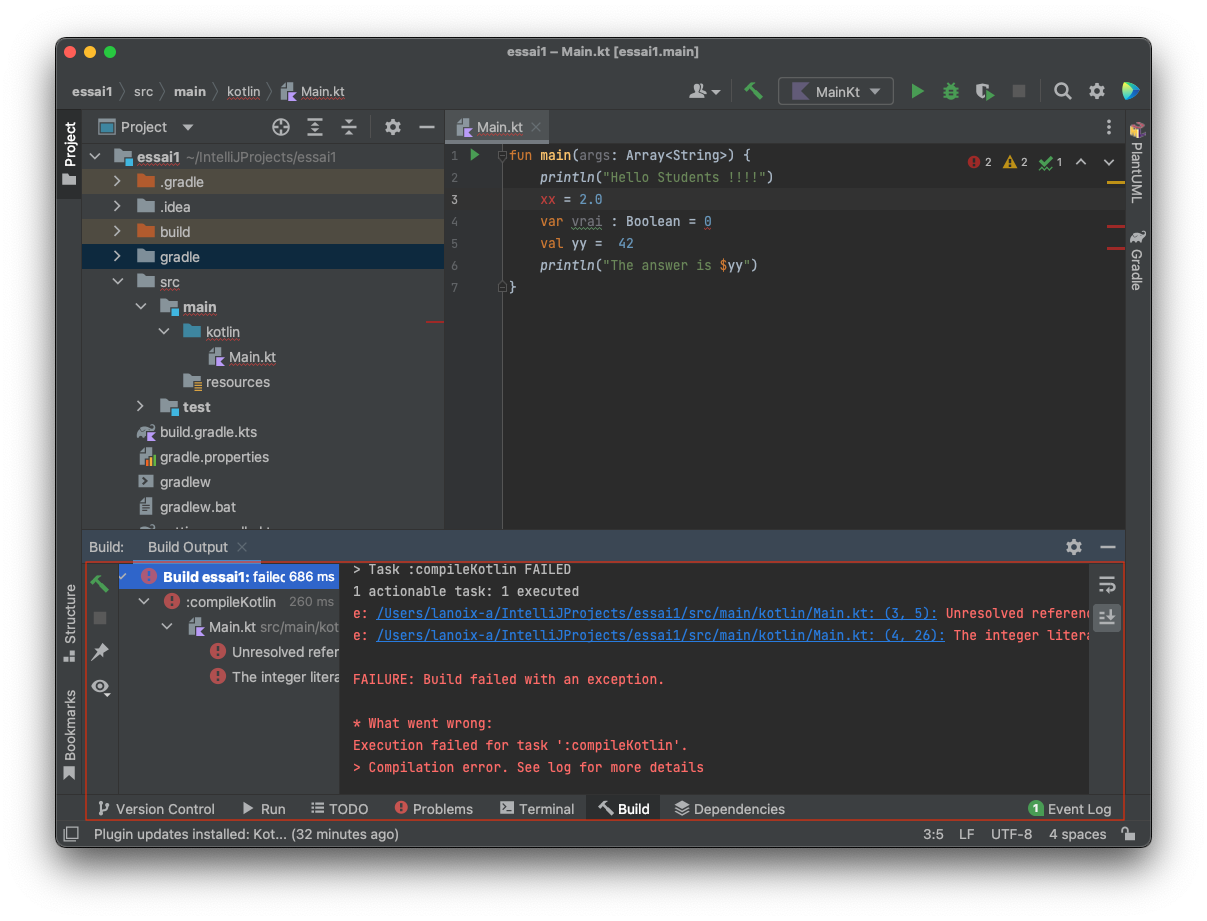 essai1 – Main.kt [essai1.main]
essai1 src main kotlin Main.kt
MainKt
Project
Project
essai1 ~/IntelliJProjects/essai1
.gradle
.idea
build
gradle
src
main
kotlin
Main.kt
resources
test
build.gradle.kts
gradle.properties
gradlew
gradlew.bat
Main.kt
1 fun main(args: Array<String>) {
2 println("Hello Students !!!!")
3 xx = 2.0
4 var vrai : Boolean = 0
5 val yy =  42
6 println("The answer is $yy")
7 }
2 2 1
PlantUML
Gradle
Structure
Bookmarks
Build: Build Output
Build essai1: failed 686 ms
:compileKotlin 260 ms
Main.kt src/main/kot
Unresolved refer
The integer litera
> Task :compileKotlin FAILED
1 actionable task: 1 executed
e: /Users/lanoix-a/IntelliJProjects/essai1/src/main/kotlin/Main.kt: (3, 5): Unresolved referen
e: /Users/lanoix-a/IntelliJProjects/essai1/src/main/kotlin/Main.kt: (4, 26): The integer litera
FAILURE: Build failed with an exception.
* What went wrong:
Execution failed for task ':compileKotlin'.
> Compilation error. See log for more details
Version Control Run TODO Problems Terminal Build Dependencies 1 Event Log
Plugin updates installed: Kot... (32 minutes ago) 3:5 LF UTF-8 4 spaces